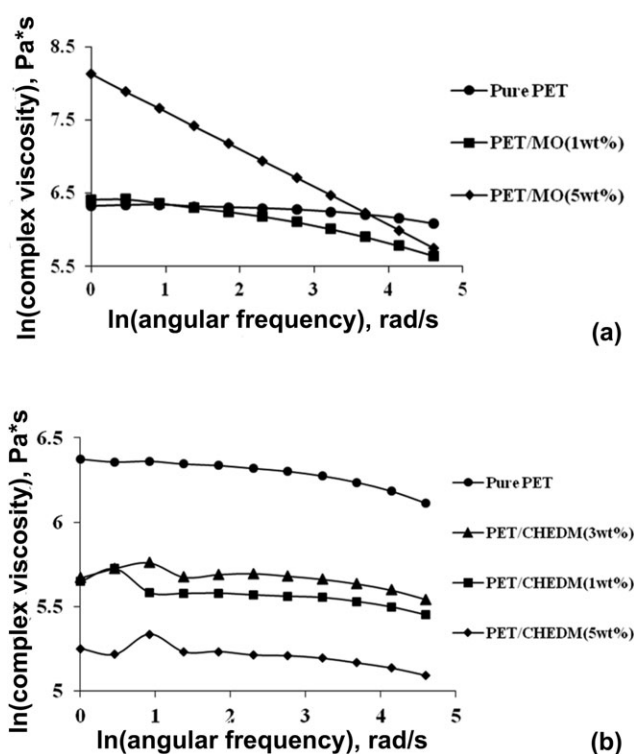 ln(complex viscosity), Pa*s
8.5
7.5
6.5
5.5
0
1
2
3
4
5
ln(angular frequency), rad/s
Pure PET
PET/MO(1wt%)
PET/MO(5wt%)
(a)
ln(complex viscosity), Pa*s
6.5
6
5.5
5
0
1
2
3
4
5
ln(angular frequency), rad/s
Pure PET
PET/CHEDM(3wt%)
PET/CHEDM(1wt%)
PET/CHEDM(5wt%)
(b)